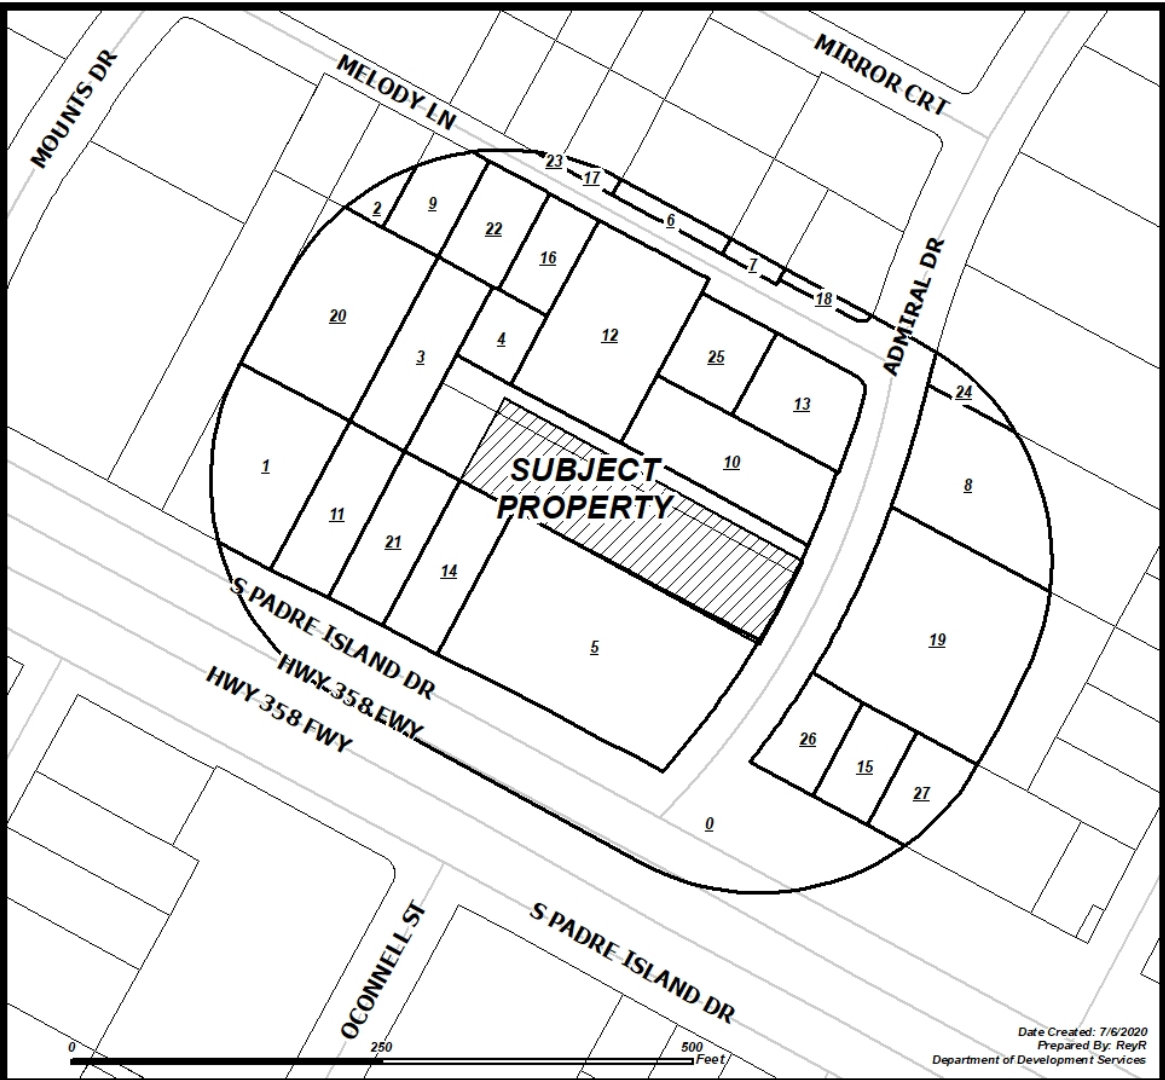 MIRROR CRT
MELODY LN
MOUNTS DR
ADMIRAL DR
23
17
2
9
6
22
16
7
18
20
12
3
4
25
24
13
1
SUBJECT
PROPERTY
10
8
11
21
14
5
19
S PADRE ISLAND DR
HWY 358 FWY
HWY 358 FWY
26
15
27
0
OCONNELL ST
S PADRE ISLAND DR
0
250
500
Feet
Date Created: 7/6/2020
Prepared By: ReyR
Department of Development Services